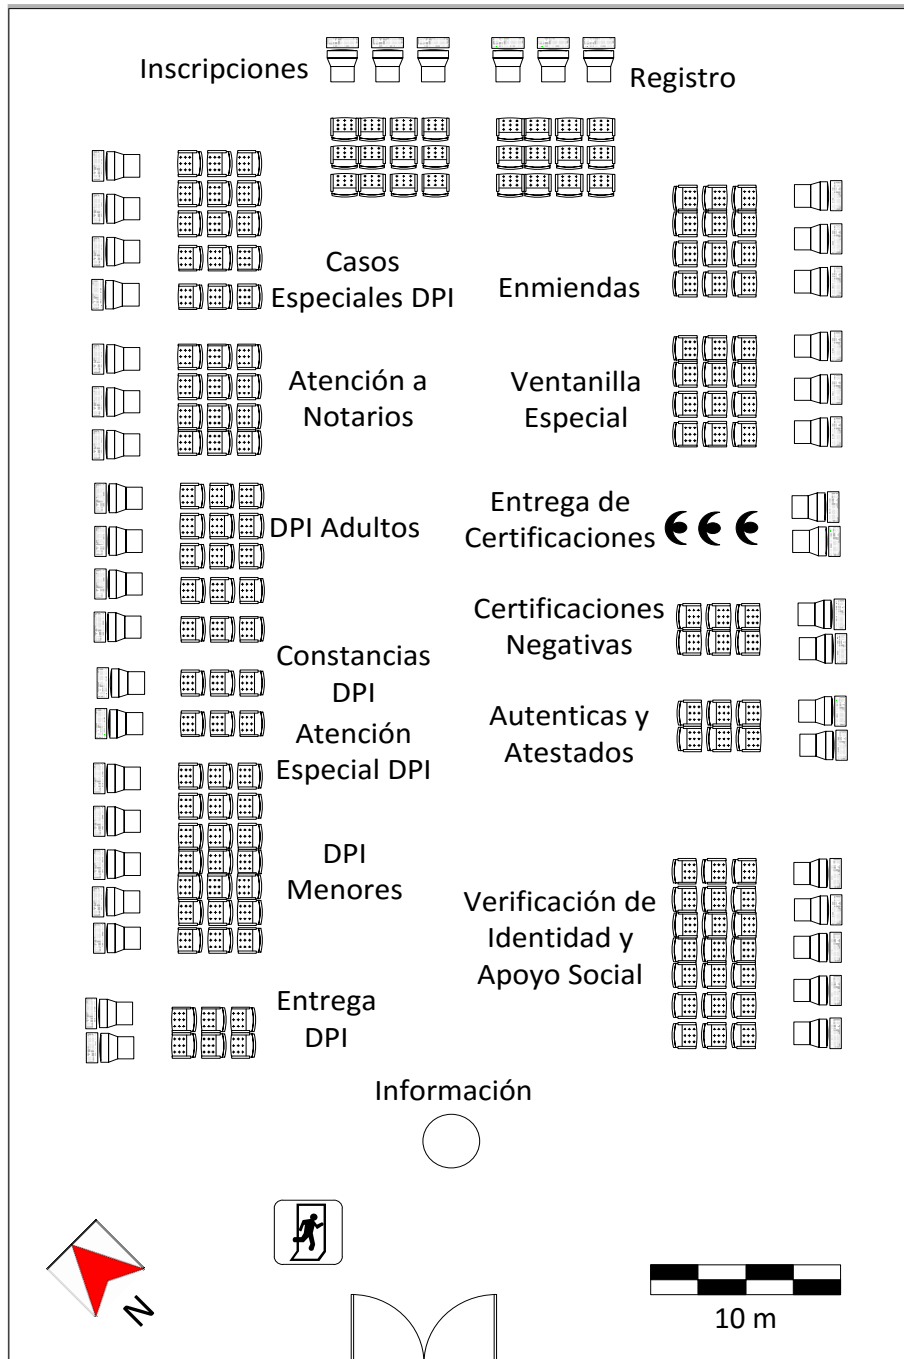 Inscripciones
Registro
Casos
Especiales DPI
Enmiendas
Atención a
Notarios
Ventanilla
Especial
DPI Adultos
Entrega de
Certificaciones
Constancias
DPI
Certificaciones
Negativas
Atención
Especial DPI
Autenticas y
Atestados
DPI
Menores
Verificación de
Identidad y
Apoyo Social
Entrega
DPI
Información
N
10 m